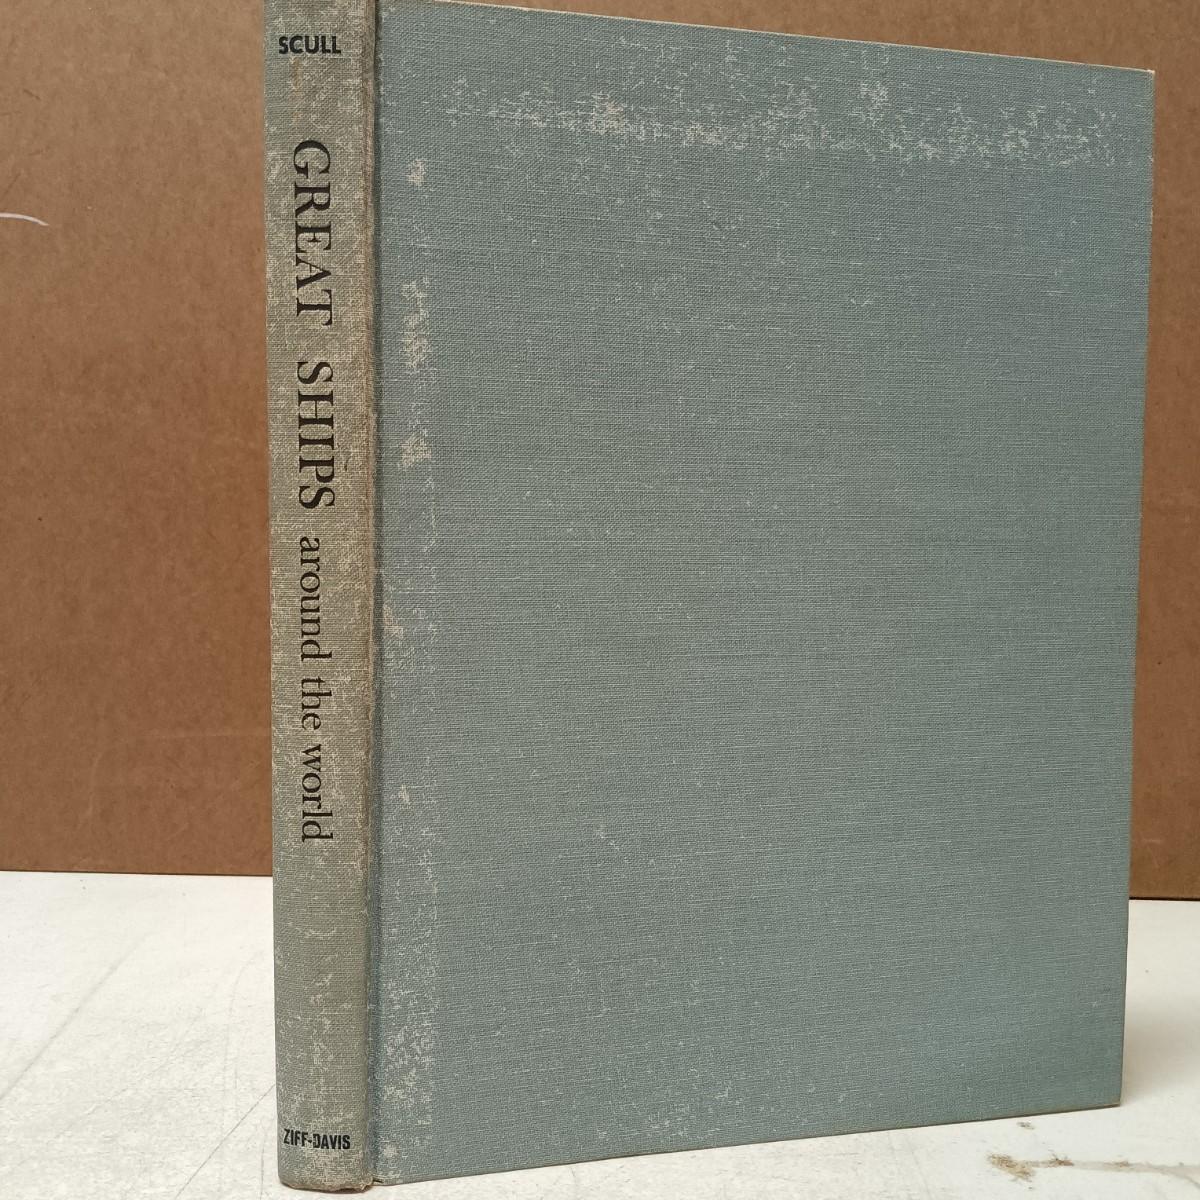 SCULL
GREAT SHIPS around the world
ZIFF-DAVIS